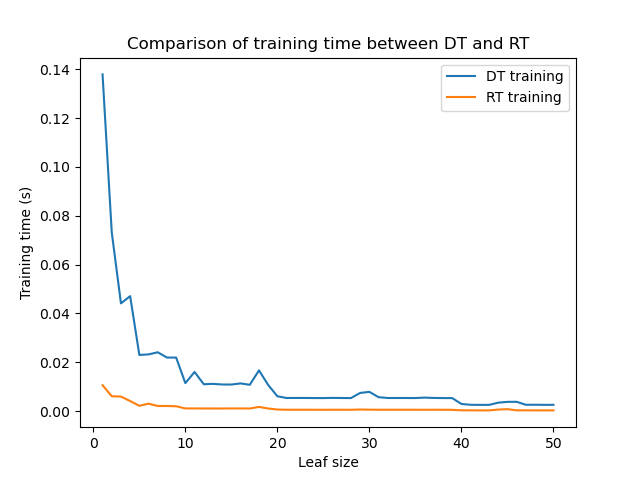 Comparison of training time between DT and RT
DT training
RT training
0.14
0.12
0.10
0.08
0.06
0.04
0.02
0.00
Training time (s)
0
10
20
30
40
50
Leaf size